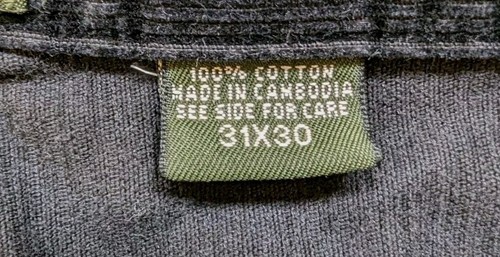 100% COTTON
MADE IN CAMBODIA
SEE SIDE FOR CARE
31X30